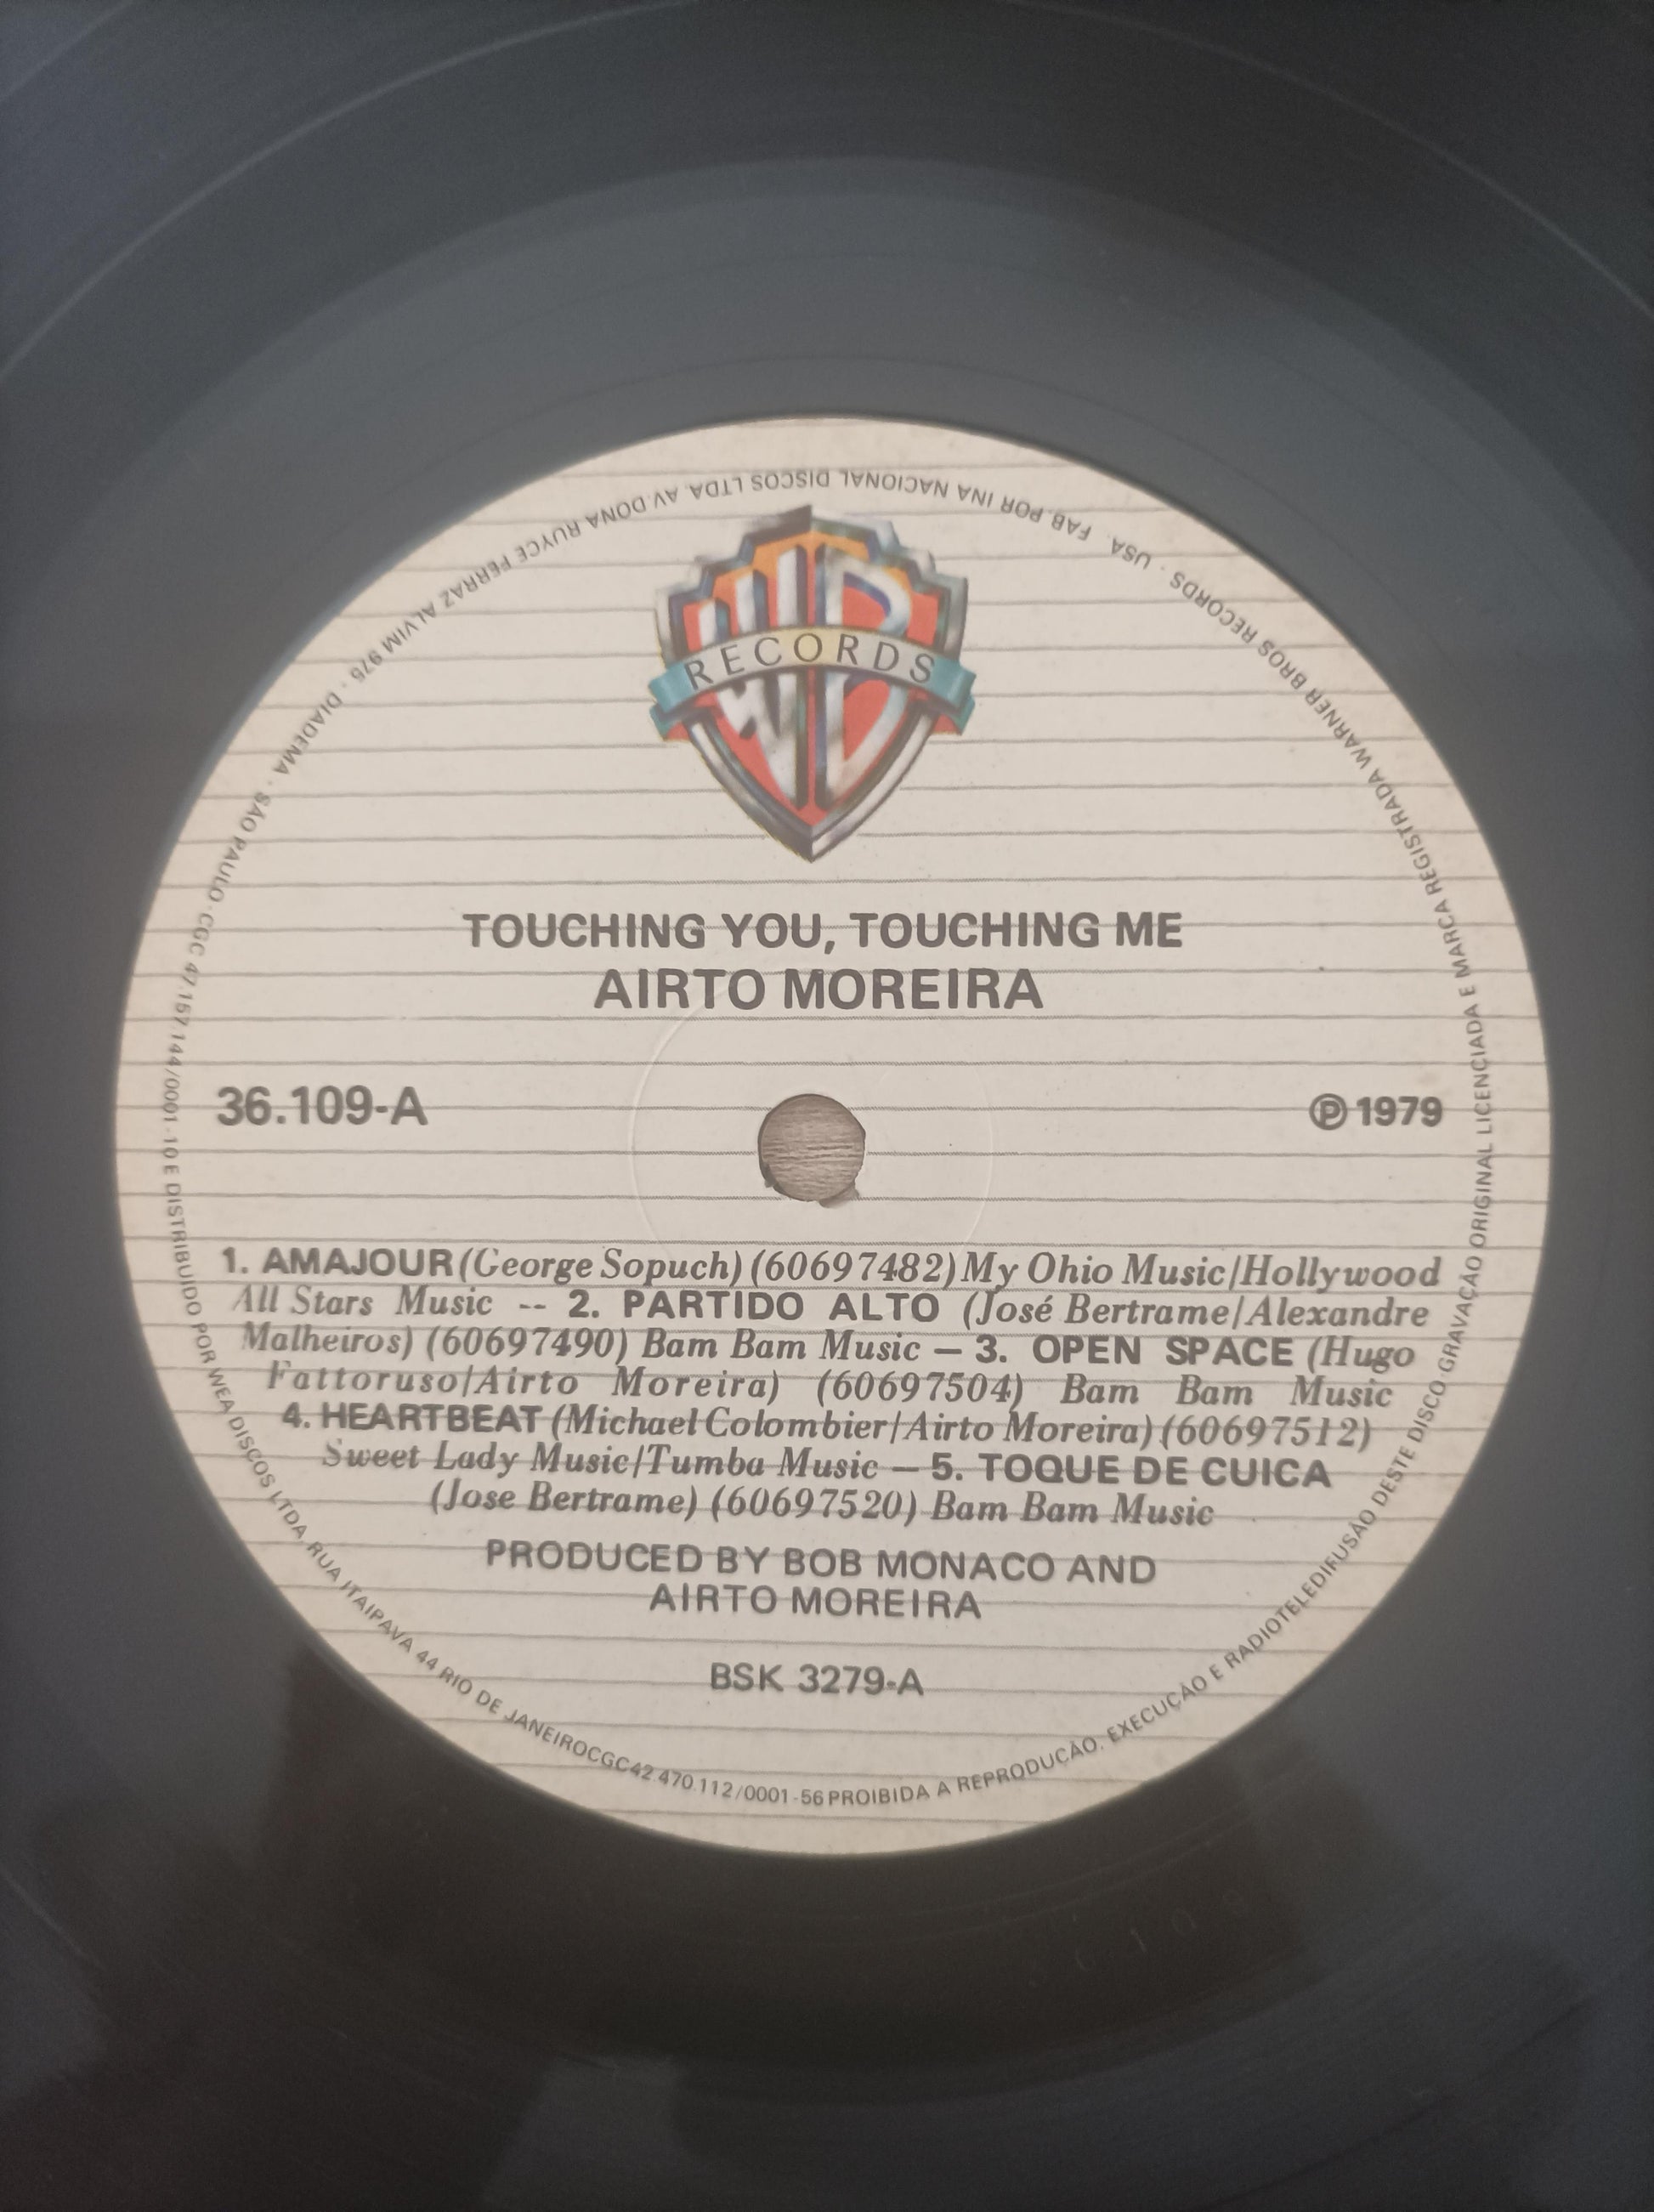 WB
RECORDS
TOUCHING YOU, TOUCHING ME
AIRTO MOREIRA
36.109-A
Ⓟ 1979
1. AMAJOUR (George Sopuch) (60697482) My Ohio Music/Hollywood
All Stars Music -- 2. PARTIDO ALTO (José Bertrame/Alexandre
Malheiros) (60697490) Bam Bam Music — 3. OPEN SPACE (Hugo
Fattoruso/Airto Moreira) (60697504) Bam Bam Music
4. HEARTBEAT (Michael Colombier/Airto Moreira) (60697512)
Sweet Lady Music/Tumba Music — 5. TOQUE DE CUICA
(Jose Bertrame) (60697520) Bam Bam Music
PRODUCED BY BOB MONACO AND
AIRTO MOREIRA
BSK 3279-A
FAB. POR INA NACIONAL DISCOS LTDA. AV. DONA RUYCE FERRAZ ALVIM 976 · DIADEMA · SÃO PAULO · CGC 47.157.144/0001-10 E DISTRIBUIDO POR WEA DISCOS LTDA. RUA ITAIPAVA 44 RIO DE JANEIRO CGC 42.470.112/0001-56 PROIBIDA A REPRODUÇÃO. EXECUÇÃO E RADIOTELEDIFUSÃO DESTE DISCO · GRAVAÇÃO ORIGINAL LICENCIADA E MARCA REGISTRADA WARNER BROS RECORDS · USA.